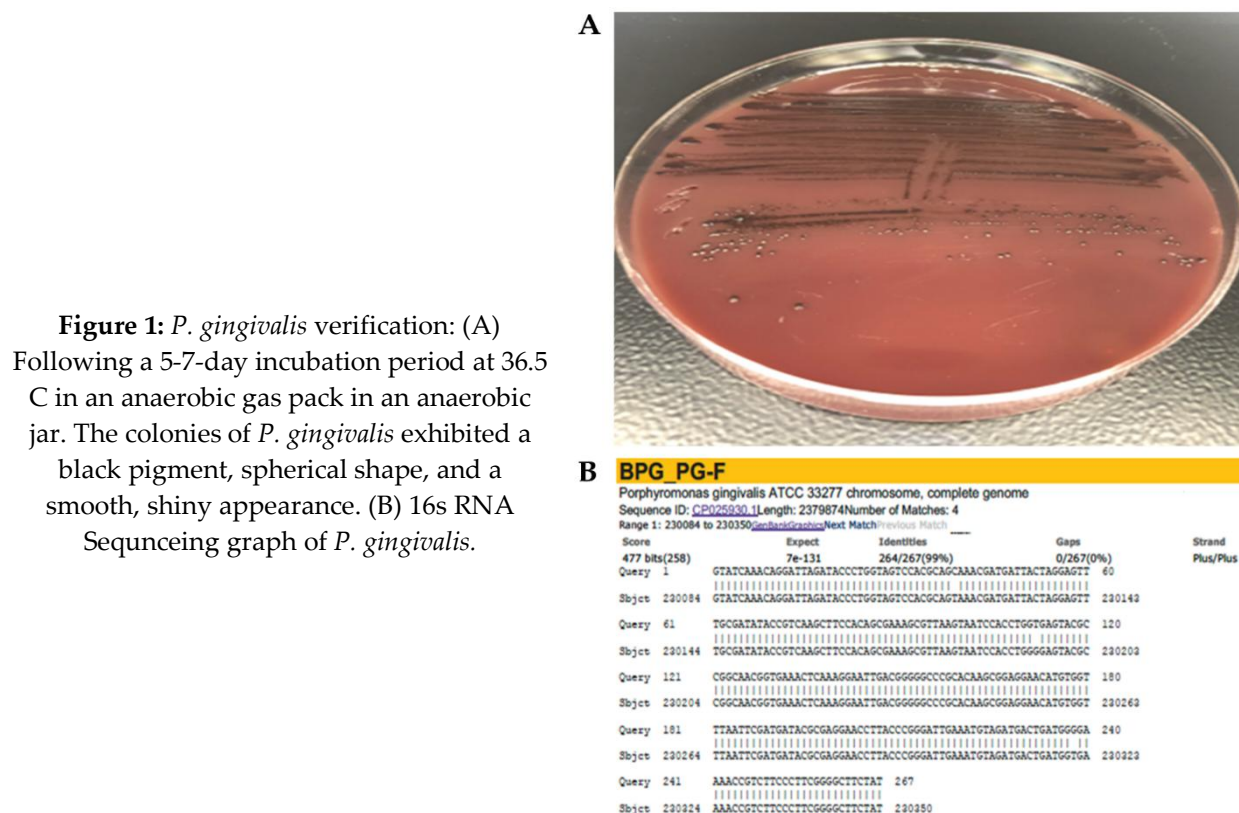 Figure 1: P. gingivalis verification: (A)
Following a 5-7-day incubation period at 36.5
C in an anaerobic gas pack in an anaerobic
jar. The colonies of P. gingivalis exhibited a
black pigment, spherical shape, and a
smooth, shiny appearance. (B) 16s RNA
Sequnceing graph of P. gingivalis.
A
B
BPG_PG-F
Porphyromonas gingivalis ATCC 33277 chromosome, complete genome
Sequence ID: CP025930.1Length: 2379874Number of Matches: 4
Range 1: 230084 to 230350GenBankGraphicsNext MatchPrevious Match
Score Expect Identities Gaps Strand
477 bits(258) 7e-131 264/267(99%) 0/267(0%) Plus/Plus
Query 1 GTATCAAACAGGATTAGATACCCTGGTAGTCCACGCAGCAAACGATGATTACTAGGAGTT 60
Sbjct 230084 GTATCAAACAGGATTAGATACCCTGGTAGTCCACGCAGTAAACGATGATTACTAGGAGTT 230143
Query 61 TGCGATATACCGTCAAGCTTCCACAGCGAAAGCGTTAAGTAATCCACCTGGTGAGTACGC 120
Sbjct 230144 TGCGATATACCGTCAAGCTTCCACAGCGAAAGCGTTAAGTAATCCACCTGGGGAGTACGC 230203
Query 121 CGGCAACGGTGAAACTCAAAGGAATTGACGGGGGCCCGCACAAGCGGAGGAACATGTGGT 180
Sbjct 230204 CGGCAACGGTGAAACTCAAAGGAATTGACGGGGGCCCGCACAAGCGGAGGAACATGTGGT 230263
Query 181 TTAATTCGATGATACGCGAGGAACCTTACCCGGGATTGAAATGTAGATGACTGATGGGGA 240
Sbjct 230264 TTAATTCGATGATACGCGAGGAACCTTACCCGGGATTGAAATGTAGATGACTGATGGTGA 230323
Query 241 AAACCGTCTTCCCTTCGGGGCTTCTAT 267
Sbjct 230324 AAACCGTCTTCCCTTCGGGGCTTCTAT 230350